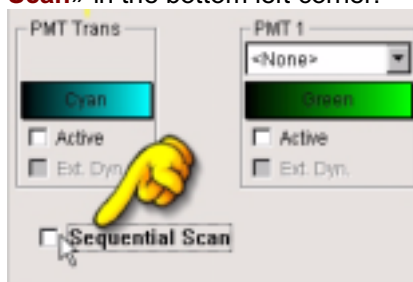 Scan» in the bottom left corner.
PMT Trans
PMT 1
<None>
Cyan
Green
Active
Active
Ext. Dyn.
Ext. Dyn.
Sequential Scan